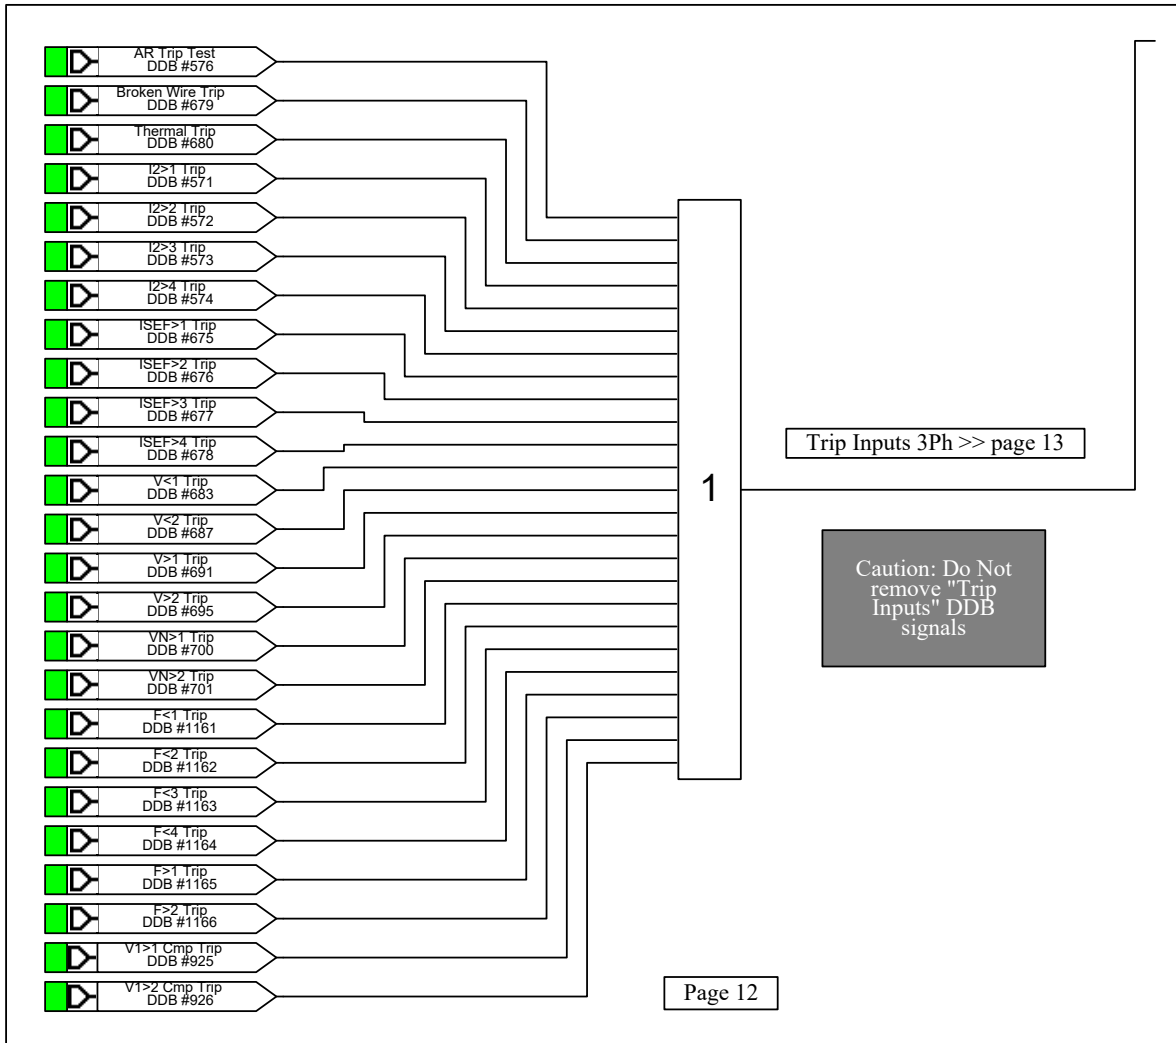 AR Trip Test
DDB #576
Broken Wire Trip
DDB #679
Thermal Trip
DDB #680
I2>1 Trip
DDB #571
I2>2 Trip
DDB #572
I2>3 Trip
DDB #573
I2>4 Trip
DDB #574
ISEF>1 Trip
DDB #675
ISEF>2 Trip
DDB #676
ISEF>3 Trip
DDB #677
ISEF>4 Trip
DDB #678
V<1 Trip
DDB #683
V<2 Trip
DDB #687
V>1 Trip
DDB #691
V>2 Trip
DDB #695
VN>1 Trip
DDB #700
VN>2 Trip
DDB #701
F<1 Trip
DDB #1161
F<2 Trip
DDB #1162
F<3 Trip
DDB #1163
F<4 Trip
DDB #1164
F>1 Trip
DDB #1165
F>2 Trip
DDB #1166
V1>1 Cmp Trip
DDB #925
V1>2 Cmp Trip
DDB #926
1
Trip Inputs 3Ph >> page 13
Caution: Do Not
remove "Trip
Inputs" DDB
signals
Page 12